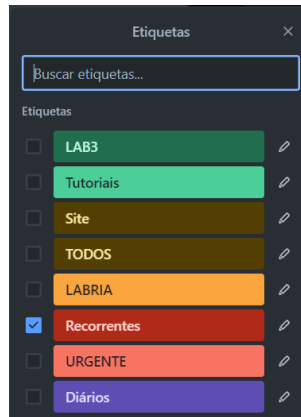 Etiquetas
Buscar etiquetas...
Etiquetas
LAB3
Tutoriais
Site
TODOS
LABRIA
Recorrentes
URGENTE
Diários